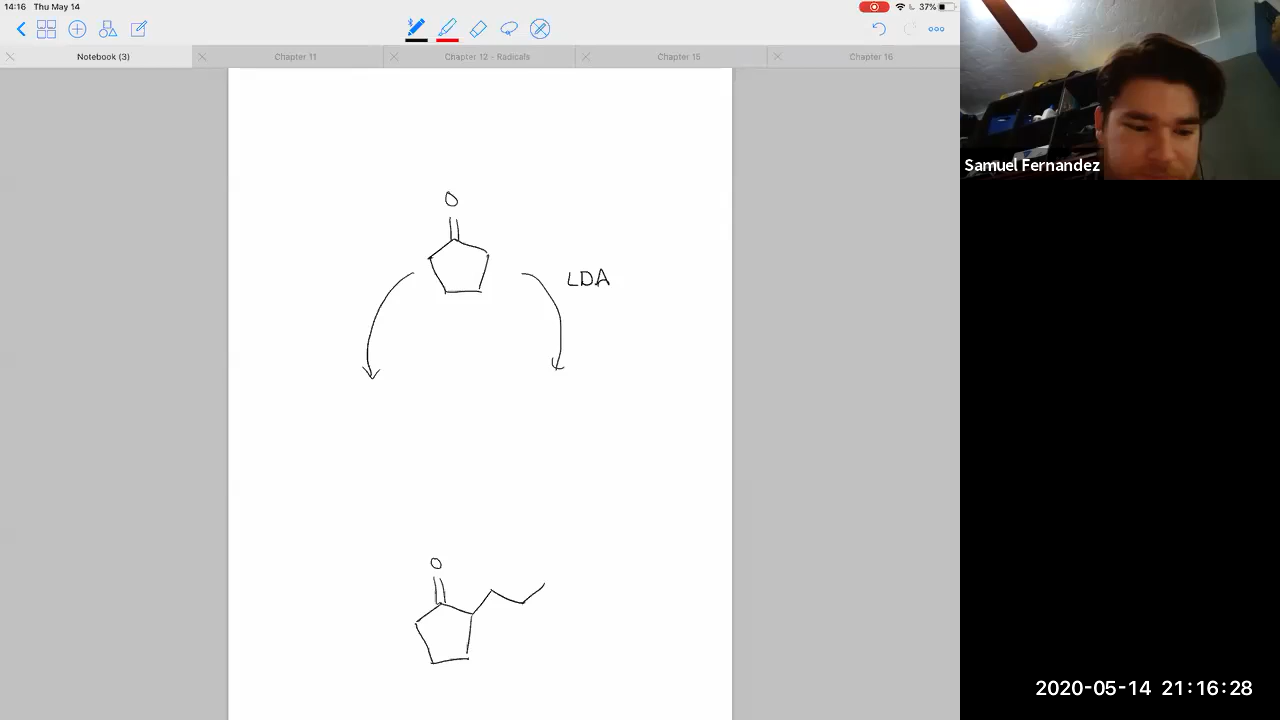 14:16 Thu May 14
37%
Notebook (3)
Chapter 11
Chapter 12 - Radicals
Chapter 15
Chapter 16
Samuel Fernandez
O
LDA
O
2020-05-14 21:16:28